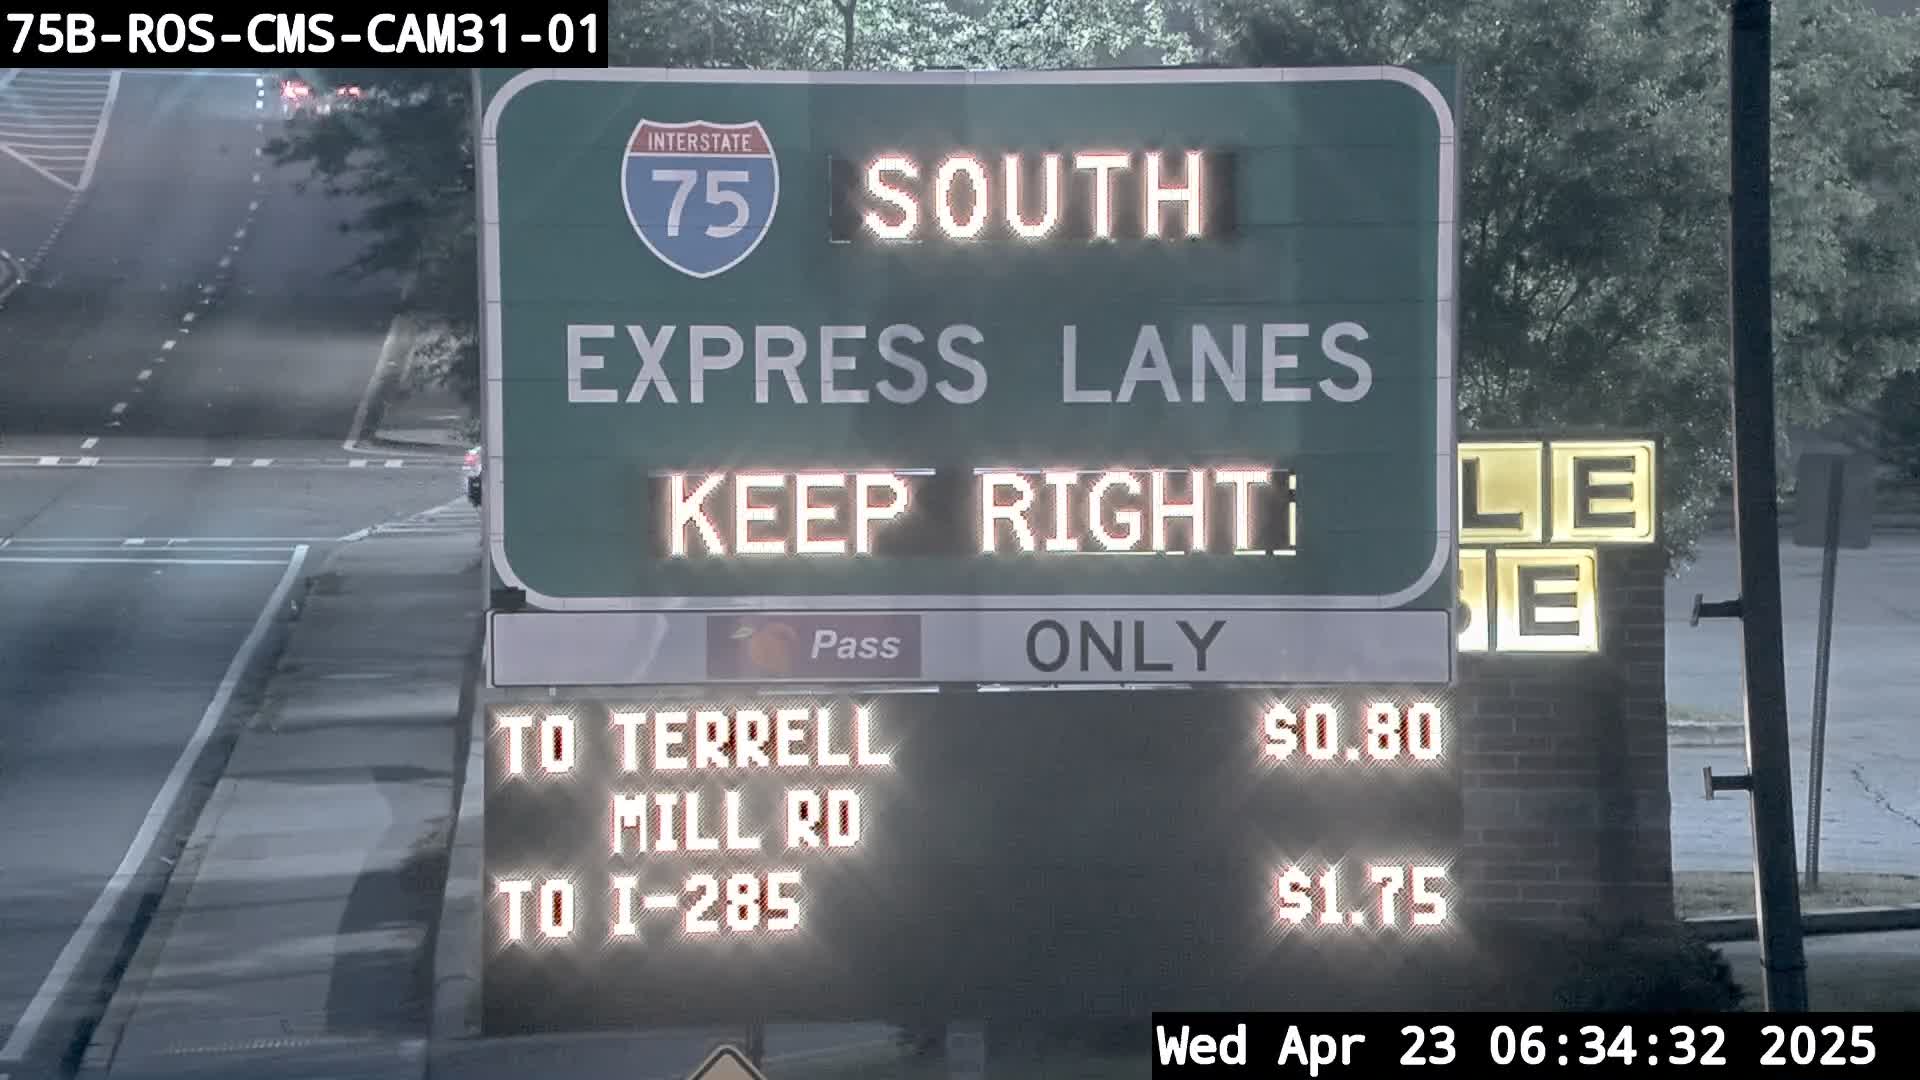 75B-ROS-CMS-CAM31-01
INTERSTATE
75
SOUTH
EXPRESS LANES
KEEP RIGHT
Pass
ONLY
TO TERRELL $0.80
MILL RD
TO I-285 $1.75
LE
E
Wed Apr 23 06:34:32 2025